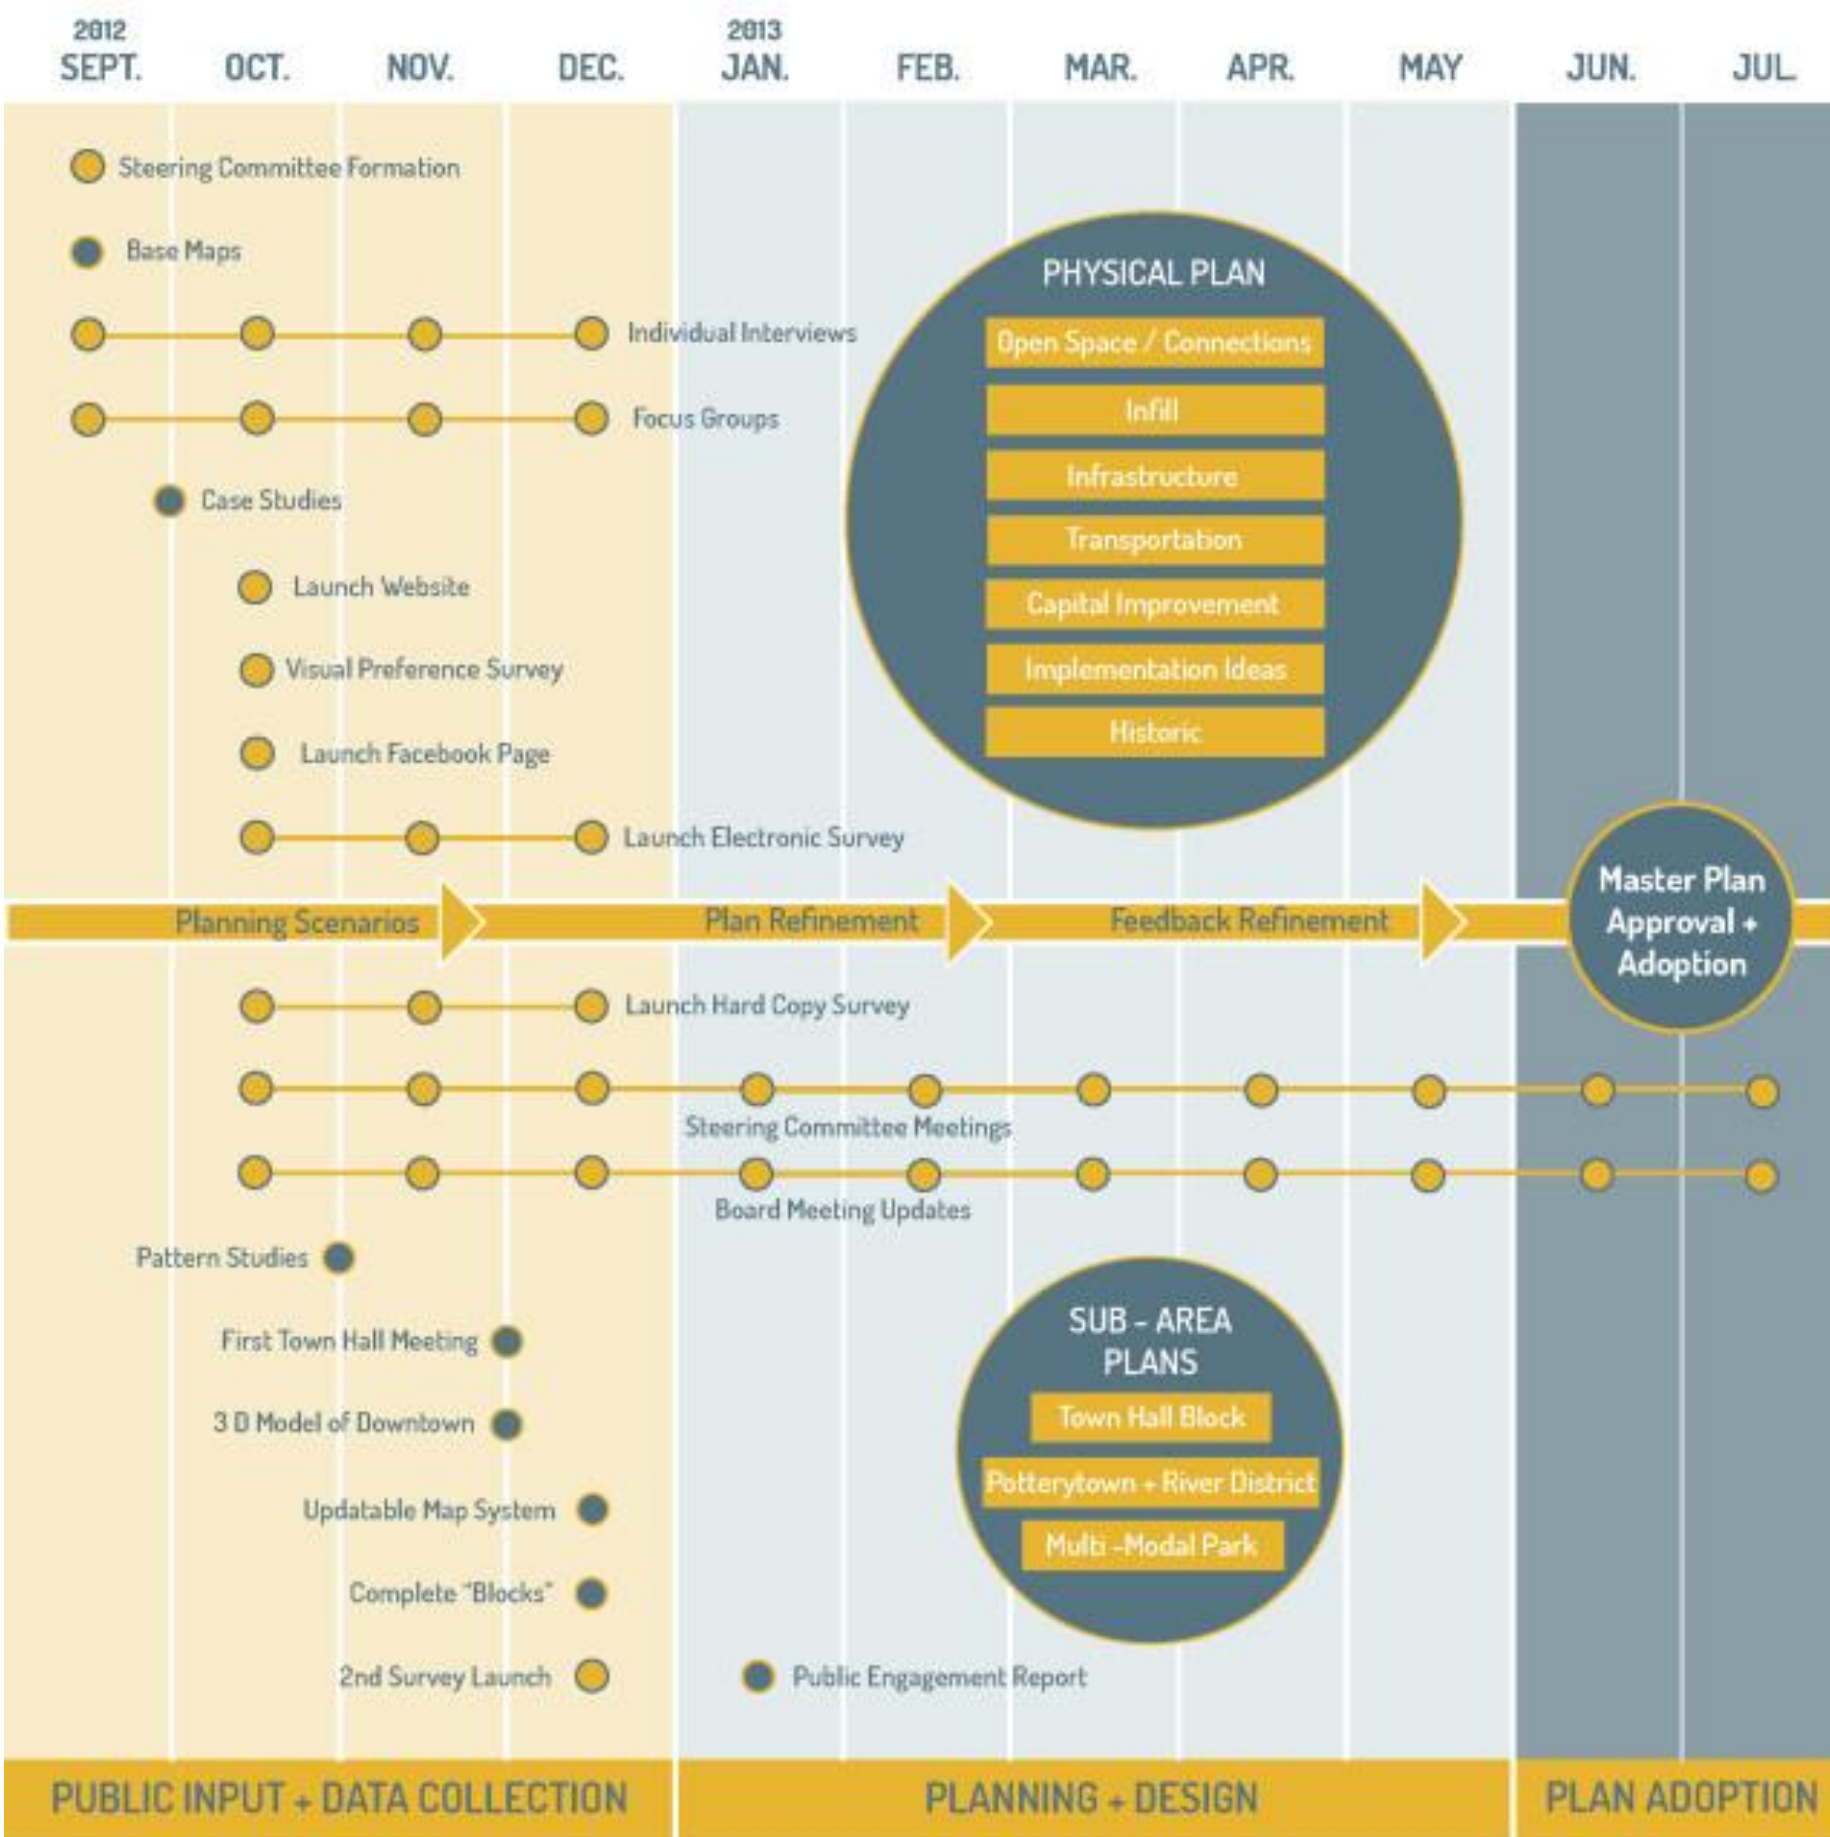 2012
2013
SEPT. OCT. NOV. DEC. JAN. FEB. MAR. APR. MAY JUN. JUL.
Steering Committee Formation
Base Maps
Individual Interviews
Focus Groups
Case Studies
Launch Website
Visual Preference Survey
Launch Facebook Page
Launch Electronic Survey
PHYSICAL PLAN
Open Space / Connections
Infill
Infrastructure
Transportation
Capital Improvement
Implementation Ideas
Historic
Planning Scenarios
Plan Refinement
Feedback Refinement
Master Plan
Approval +
Adoption
Launch Hard Copy Survey
Steering Committee Meetings
Board Meeting Updates
Pattern Studies
First Town Hall Meeting
3 D Model of Downtown
Updatable Map System
Complete "Blocks"
2nd Survey Launch
SUB - AREA
PLANS
Town Hall Block
Potterytown + River District
Multi -Modal Park
Public Engagement Report
PUBLIC INPUT + DATA COLLECTION
PLANNING + DESIGN
PLAN ADOPTION